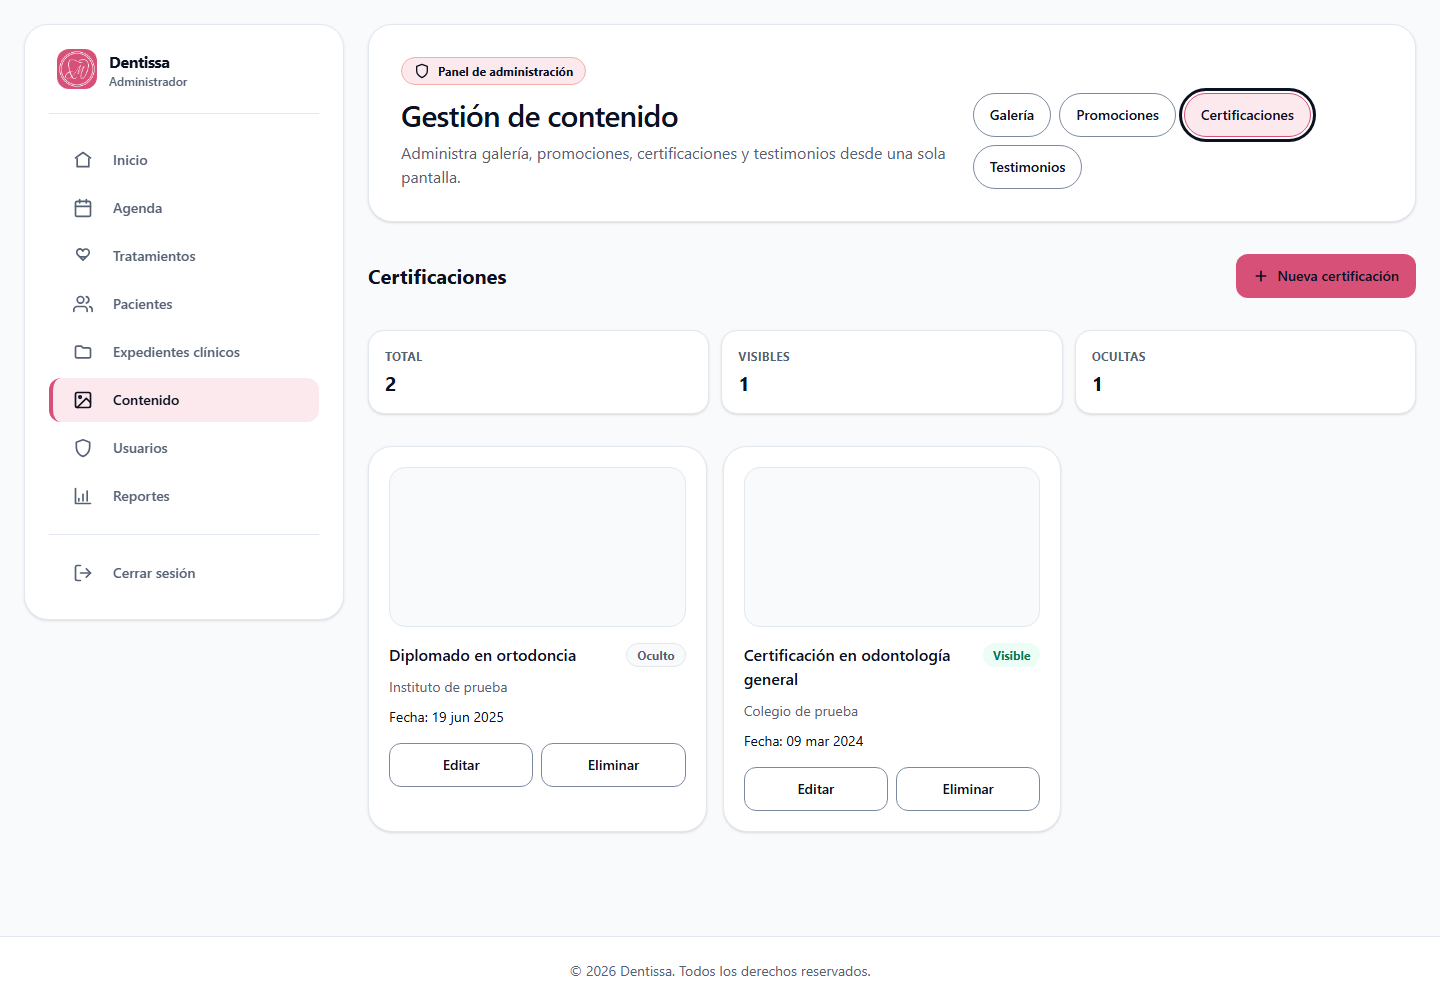 Dentissa
Administrador
Inicio
Agenda
Tratamientos
Pacientes
Expedientes clínicos
Contenido
Usuarios
Reportes
Cerrar sesión
Panel de administración
Gestión de contenido
Administra galería, promociones, certificaciones y testimonios desde una sola
pantalla.
Galería
Promociones
Certificaciones
Testimonios
Certificaciones
Nueva certificación
TOTAL
2
VISIBLES
1
OCULTAS
1
Diplomado en ortodoncia
Oculto
Instituto de prueba
Fecha: 19 jun 2025
Editar
Eliminar
Certificación en odontología
general
Visible
Colegio de prueba
Fecha: 09 mar 2024
Editar
Eliminar
© 2026 Dentissa. Todos los derechos reservados.